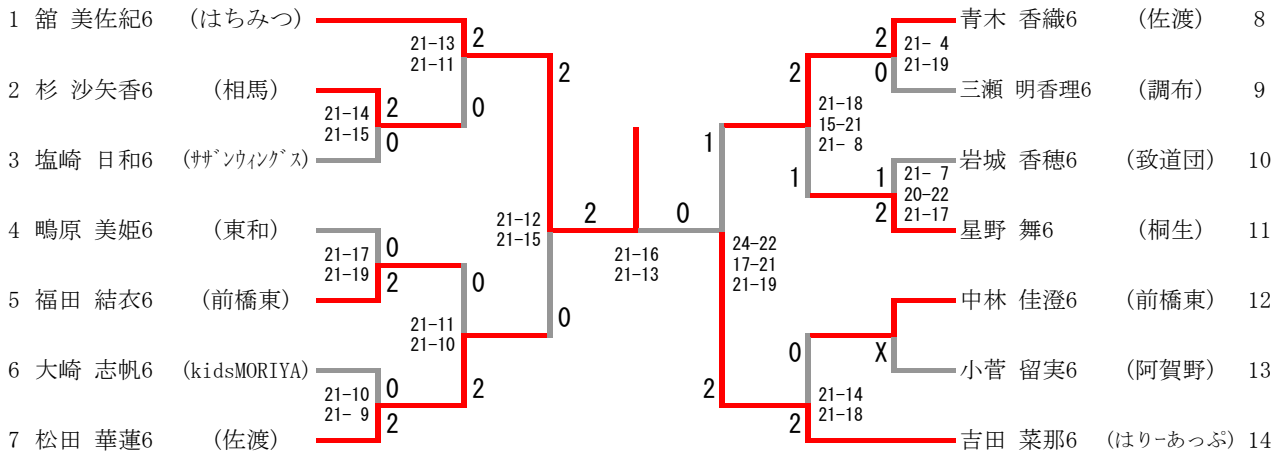 1 舘 美佐紀6 (はちみつ)
2 杉 沙矢香6 (相馬)
3 塩崎 日和6 (ｻｻﾞﾝｳｨﾝｸﾞｽ)
4 鴫原 美姫6 (東和)
5 福田 結衣6 (前橋東)
6 大崎 志帆6 (kidsMORIYA)
7 松田 華蓮6 (佐渡)
21-13 2
21-11
0
21-14 2
21-15 0
21-17 0
21-19 2
0
21-11
21-10
2
21-10 0
21- 9 2
2
21-12
21-15
0
2 0
21-16
21-13
1
24-22
17-21
21-19
2
2
21-18
15-21
21- 8
1
2 21- 4
0 21-19
1 21- 7
20-22
2 21-17
X
0
21-14
21-18
2
青木 香織6 (佐渡) 8
三瀬 明香理6 (調布) 9
岩城 香穂6 (致道団) 10
星野 舞6 (桐生) 11
中林 佳澄6 (前橋東) 12
小菅 留実6 (阿賀野) 13
吉田 菜那6 (はりｰあっぷ) 14